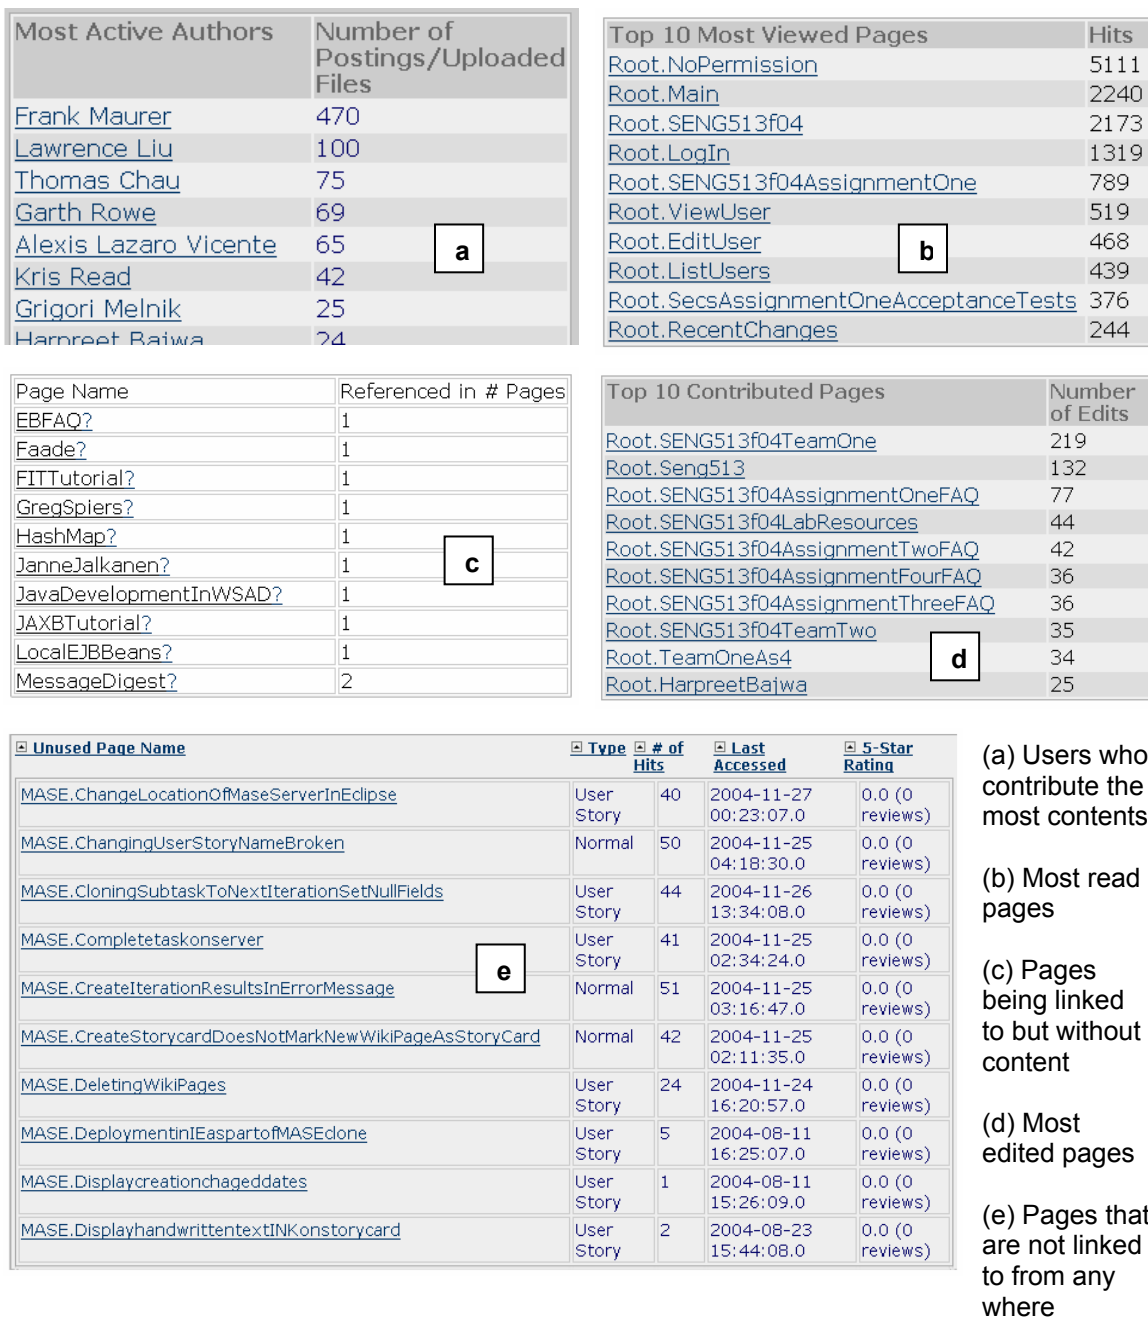 Most Active Authors Number of
Postings/Uploaded
Files
Frank Maurer 470
Lawrence Liu 100
Thomas Chau 75
Garth Rowe 69
Alexis Lazaro Vicente 65
Kris Read 42
Grigori Melnik 25
Harpreet Bajwa 24
a
Top 10 Most Viewed Pages Hits
Root.NoPermission 5111
Root.Main 2240
Root.SENG513f04 2173
Root.LogIn 1319
Root.SENG513f04AssignmentOne 789
Root.ViewUser 519
Root.EditUser 468
Root.ListUsers 439
Root.SecsAssignmentOneAcceptanceTests 376
Root.RecentChanges 244
b
Page Name Referenced in # Pages
EBFAQ? 1
Faade? 1
FITTutorial? 1
GregSpiers? 1
HashMap? 1
JanneJalkanen? 1
JavaDevelopmentInWSAD? 1
JAXBTutorial? 1
LocalEJBBeans? 1
MessageDigest? 2
c
Top 10 Contributed Pages Number
of Edits
Root.SENG513f04TeamOne 219
Root.Seng513 132
Root.SENG513f04AssignmentOneFAQ 77
Root.SENG513f04LabResources 44
Root.SENG513f04AssignmentTwoFAQ 42
Root.SENG513f04AssignmentFourFAQ 36
Root.SENG513f04AssignmentThreeFAQ 36
Root.SENG513f04TeamTwo 35
Root.TeamOneAs4 34
Root.HarpreetBajwa 25
d
Unused Page Name Type # of Last 5-Star
Hits Accessed Rating
MASE.ChangeLocationOfMaseServerInEclipse User 40 2004-11-27 0.0 (0
Story 00:23:07.0 reviews)
MASE.ChangingUserStoryNameBroken Normal 50 2004-11-25 0.0 (0
04:18:30.0 reviews)
MASE.CloningSubtaskToNextIterationSetNullFields User 44 2004-11-26 0.0 (0
Story 13:34:08.0 reviews)
MASE.Completetaskonserver User 41 2004-11-25 0.0 (0
Story 02:34:24.0 reviews)
MASE.CreateIterationResultsInErrorMessage Normal 51 2004-11-25 0.0 (0
03:16:47.0 reviews)
MASE.CreateStorycardDoesNotMarkNewWikiPageAsStoryCard Normal 42 2004-11-25 0.0 (0
02:11:35.0 reviews)
MASE.DeletingWikiPages User 24 2004-11-24 0.0 (0
Story 16:20:57.0 reviews)
MASE.DeploymentinIEaspartofMASEclone User 5 2004-08-11 0.0 (0
Story 16:25:07.0 reviews)
MASE.Displaycreationchageddates User 1 2004-08-11 0.0 (0
Story 15:26:09.0 reviews)
MASE.DisplayhandwrittentextINKonstorycard User 2 2004-08-23 0.0 (0
Story 15:44:08.0 reviews)
e
(a) Users who
contribute the
most contents
(b) Most read
pages
(c) Pages
being linked
to but without
content
(d) Most
edited pages
(e) Pages that
are not linked
to from any
where